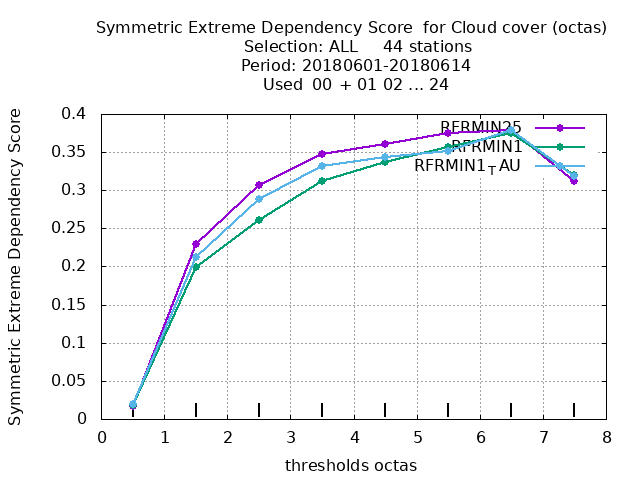 Symmetric Extreme Dependency Score  for Cloud cover (octas)
Selection: ALL     44 stations
Period: 20180601-20180614
Used  00 + 01 02 ... 24
Symmetric Extreme Dependency Score
0.4
0.35
0.3
0.25
0.2
0.15
0.1
0.05
0
RFRMIN25
RFRMIN1
RFRMIN1TAU
0 1 2 3 4 5 6 7 8
thresholds octas